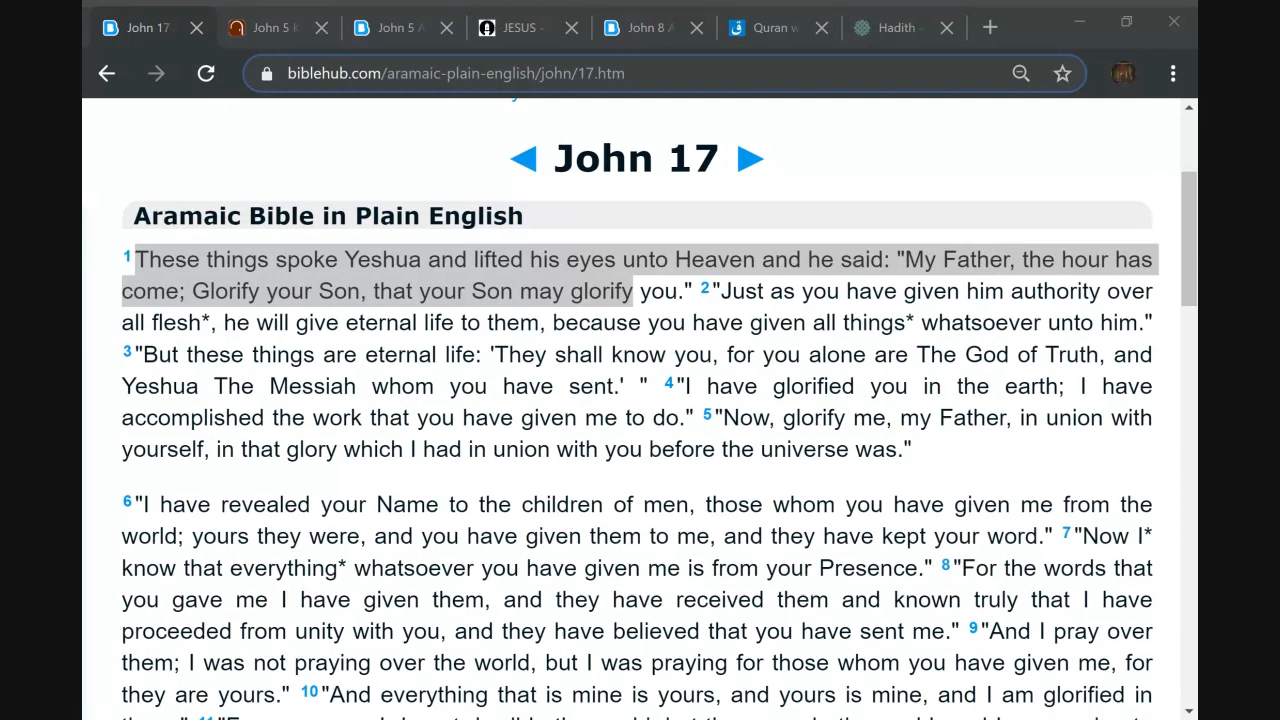 John 17
John 5 K
John 5 A
JESUS -
John 8 A
Quran w
Hadith -
biblehub.com/aramaic-plain-english/john/17.htm
◀ John 17 ▶
Aramaic Bible in Plain English
1 These things spoke Yeshua and lifted his eyes unto Heaven and he said: "My Father, the hour has
come; Glorify your Son, that your Son may glorify you." 2 "Just as you have given him authority over
all flesh*, he will give eternal life to them, because you have given all things* whatsoever unto him."
3 "But these things are eternal life: 'They shall know you, for you alone are The God of Truth, and
Yeshua The Messiah whom you have sent.' " 4 "I have glorified you in the earth; I have
accomplished the work that you have given me to do." 5 "Now, glorify me, my Father, in union with
yourself, in that glory which I had in union with you before the universe was."
6 "I have revealed your Name to the children of men, those whom you have given me from the
world; yours they were, and you have given them to me, and they have kept your word." 7 "Now I*
know that everything* whatsoever you have given me is from your Presence." 8 "For the words that
you gave me I have given them, and they have received them and known truly that I have
proceeded from unity with you, and they have believed that you have sent me." 9 "And I pray over
them; I was not praying over the world, but I was praying for those whom you have given me, for
they are yours." 10 "And everything that is mine is yours, and yours is mine, and I am glorified in